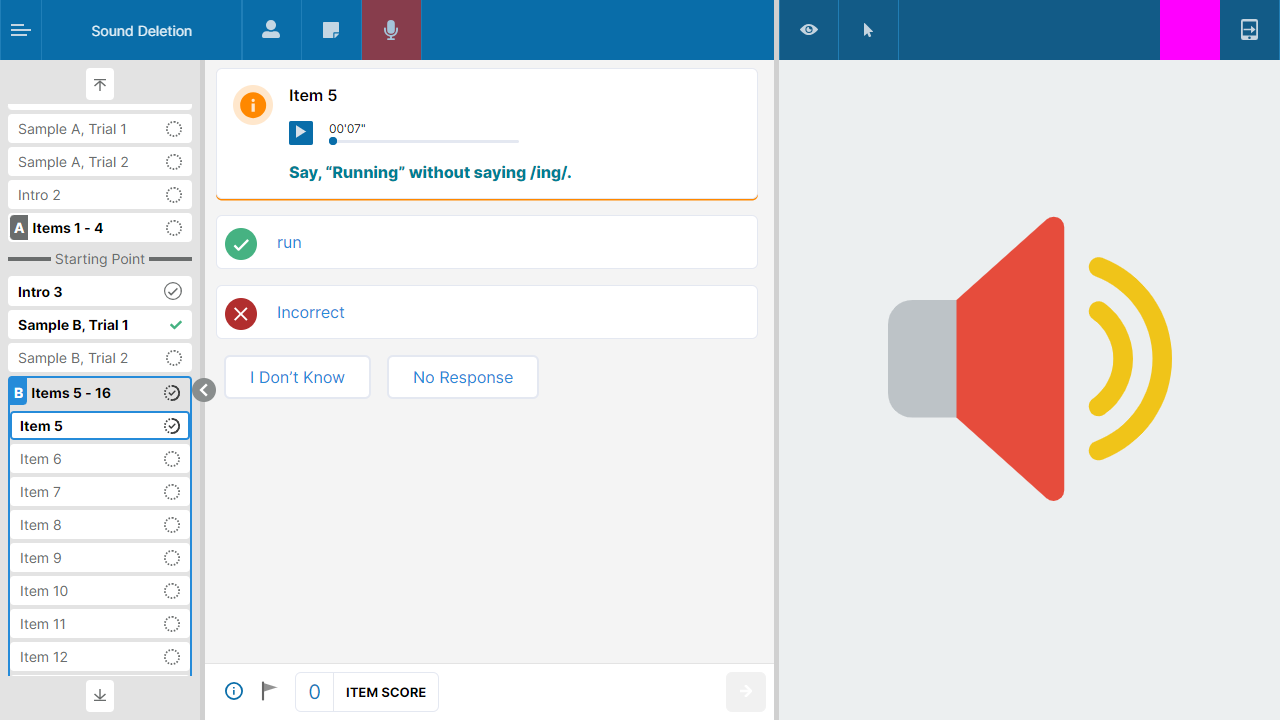 Sound Deletion
Sample A, Trial 1
Sample A, Trial 2
Intro 2
A Items 1 - 4
Starting Point
Intro 3
Sample B, Trial 1
Sample B, Trial 2
B Items 5 - 16
Item 5
Item 6
Item 7
Item 8
Item 9
Item 10
Item 11
Item 12
Item 5
00'07"
Say, “Running” without saying /ing/.
run
Incorrect
I Don’t Know
No Response
0 ITEM SCORE